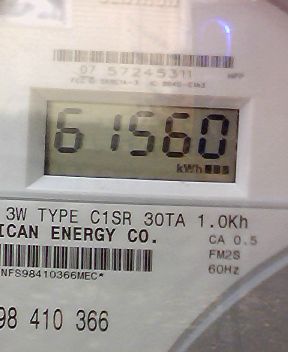 07 57245311
61560
kWh
3W TYPE C1SR 30TA 1.0Kh
ICAN ENERGY CO.
CA 0.5
FM2S
60Hz
NFS98410366MEC*
98 410 366